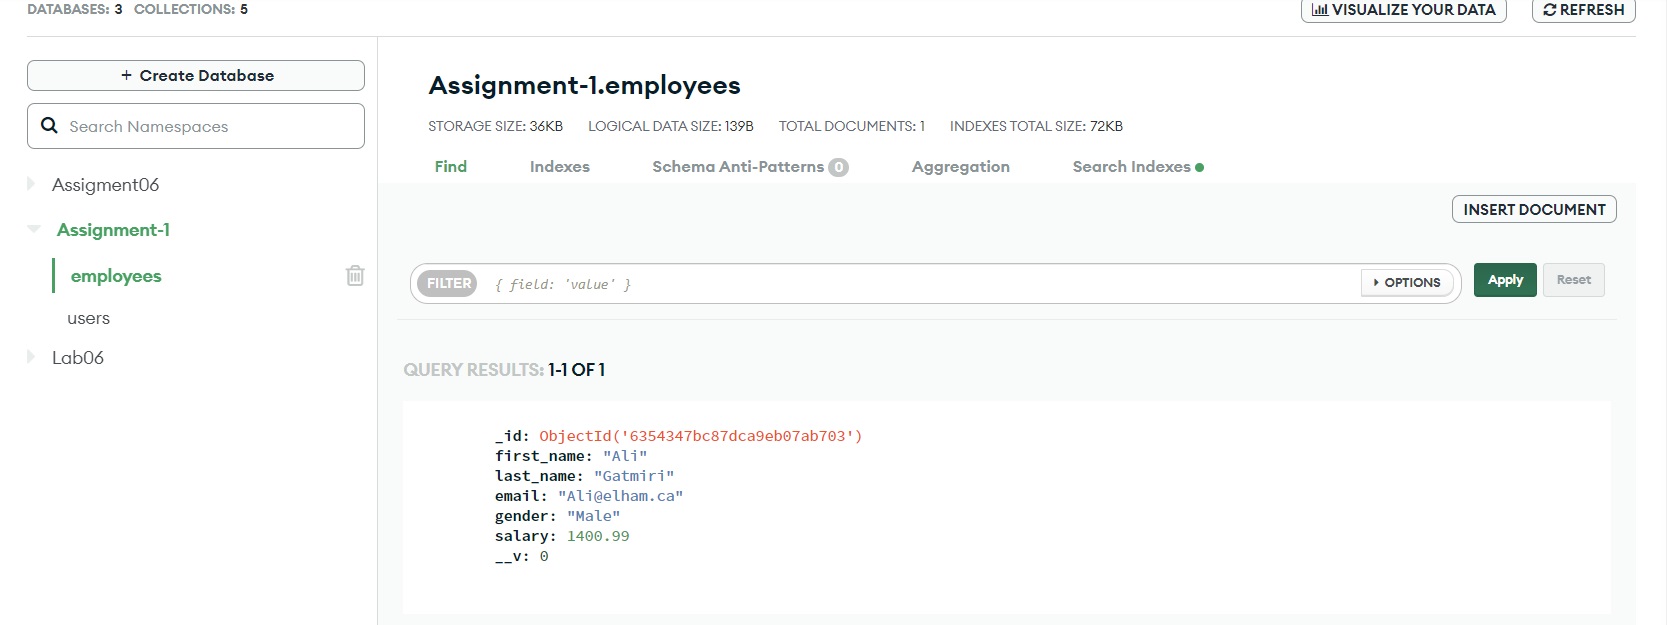 DATABASES: 3 COLLECTIONS: 5
VISUALIZE YOUR DATA
REFRESH
+ Create Database
Search Namespaces
Assigment06
Assignment-1
employees
users
Lab06
Assignment-1.employees
STORAGE SIZE: 36KB LOGICAL DATA SIZE: 139B TOTAL DOCUMENTS: 1 INDEXES TOTAL SIZE: 72KB
Find Indexes Schema Anti-Patterns 0 Aggregation Search Indexes
INSERT DOCUMENT
FILTER { field: 'value' } OPTIONS Apply Reset
QUERY RESULTS: 1-1 OF 1
_id: ObjectId('6354347bc87dca9eb07ab703')
first_name: "Ali"
last_name: "Gatmiri"
email: "Ali@elham.ca"
gender: "Male"
salary: 1400.99
__v: 0